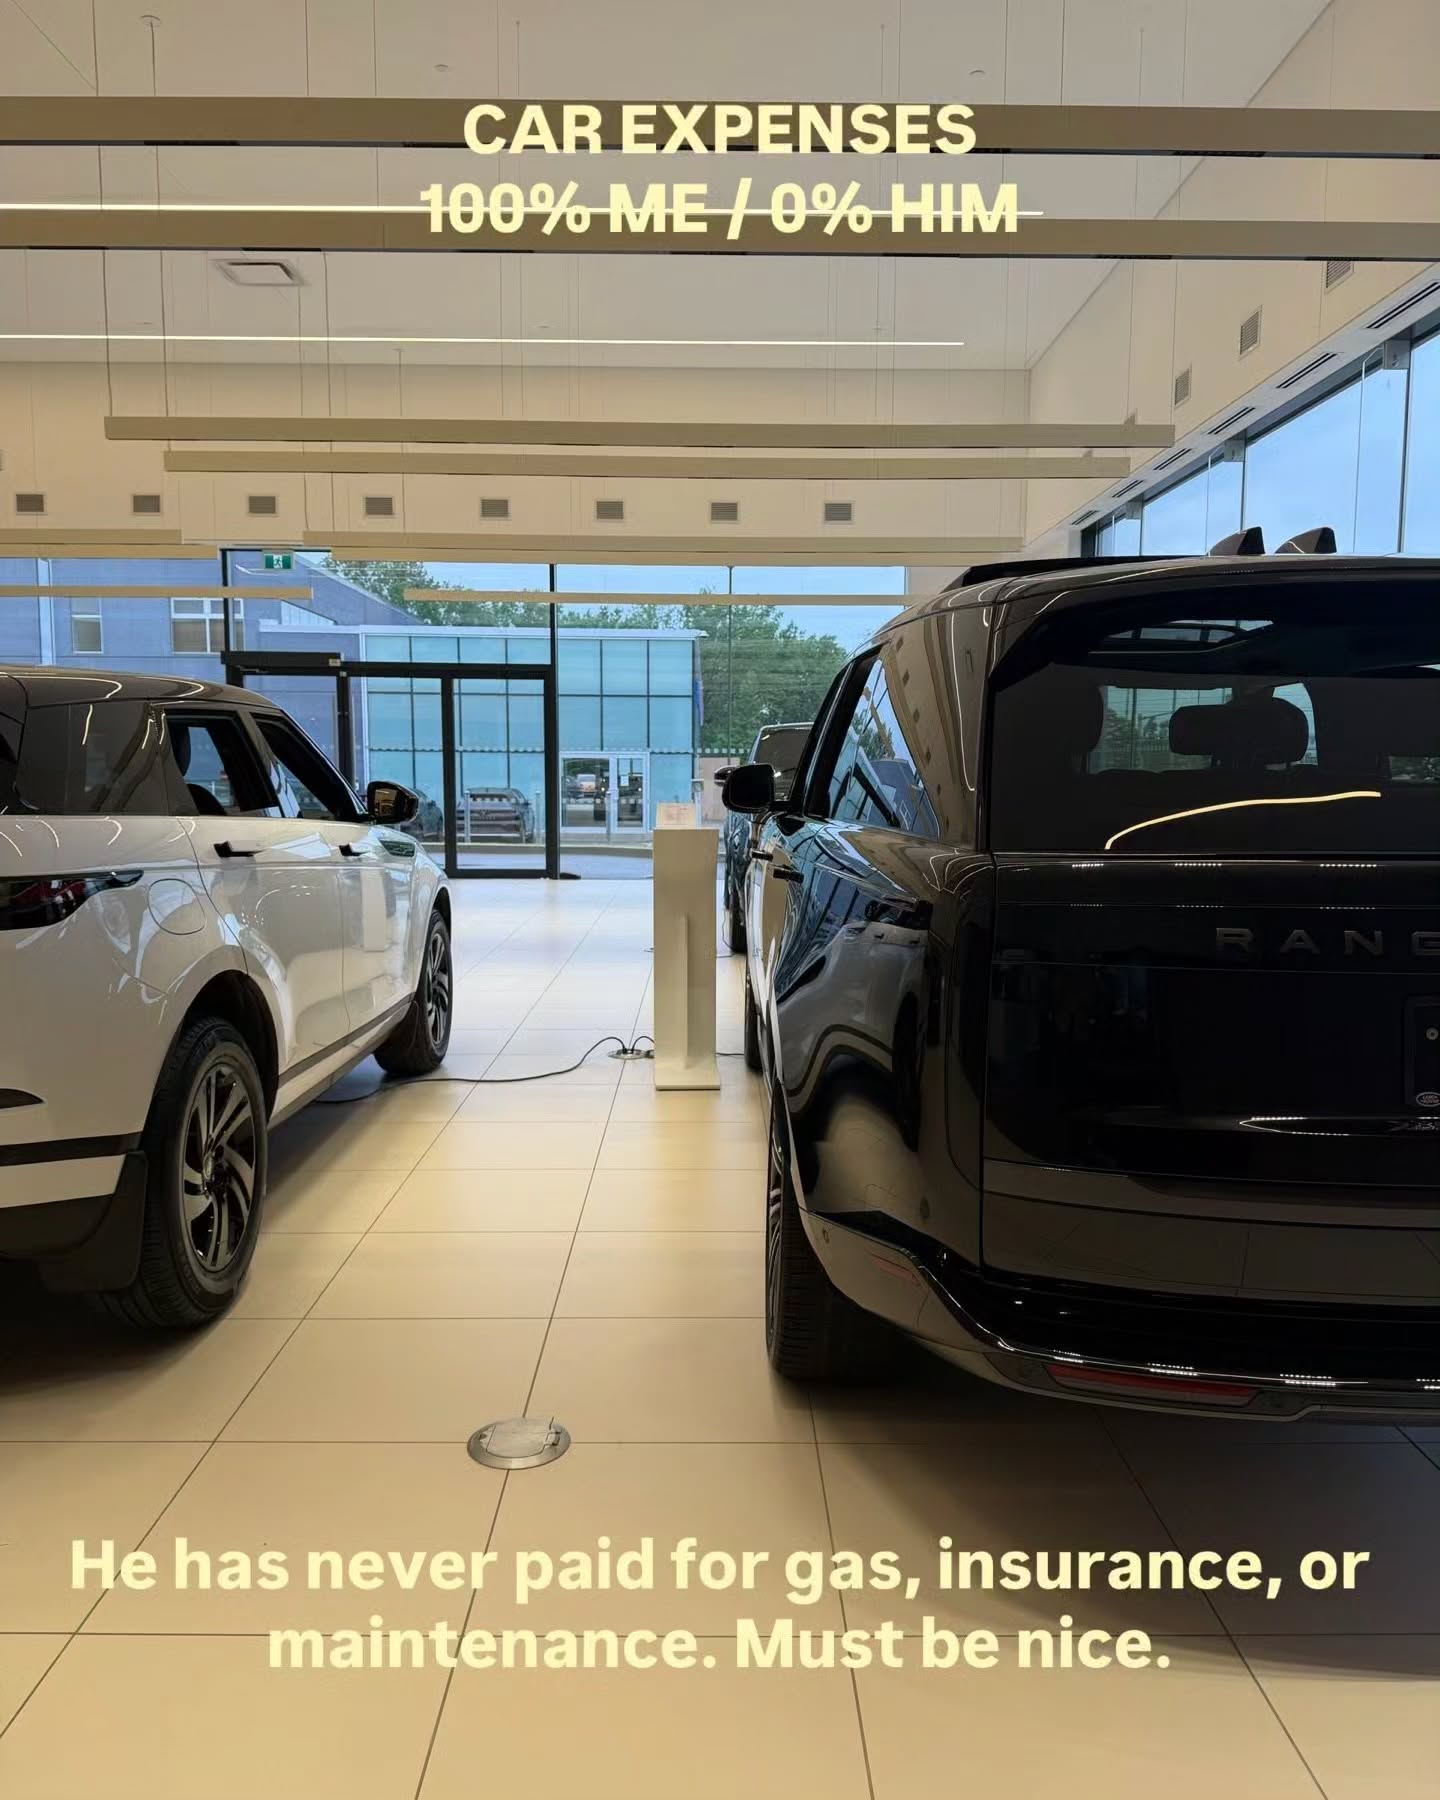 CAR EXPENSES
100% ME / 0% HIM
RANG
He has never paid for gas, insurance, or
maintenance. Must be nice.